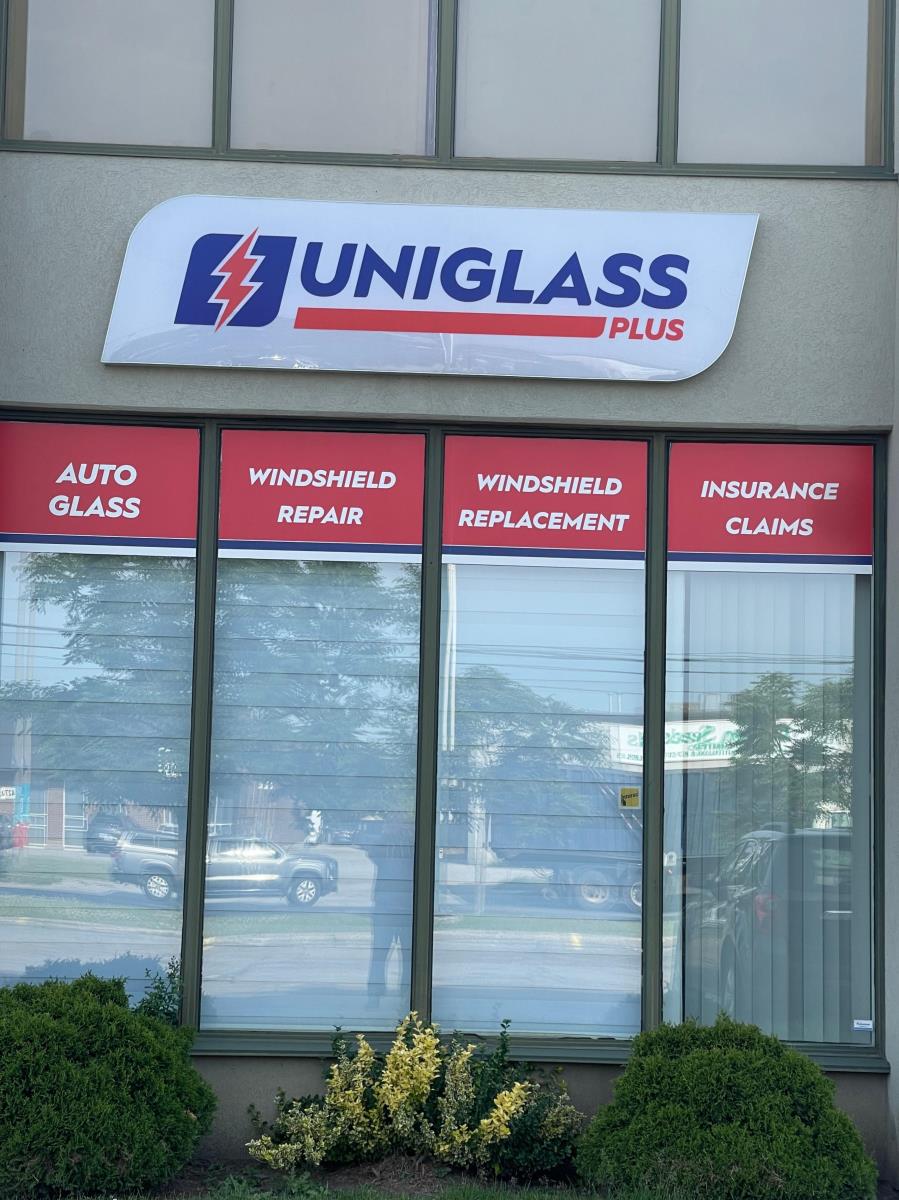 UNIGLASS
PLUS
AUTO
GLASS
WINDSHIELD
REPAIR
WINDSHIELD
REPLACEMENT
INSURANCE
CLAIMS